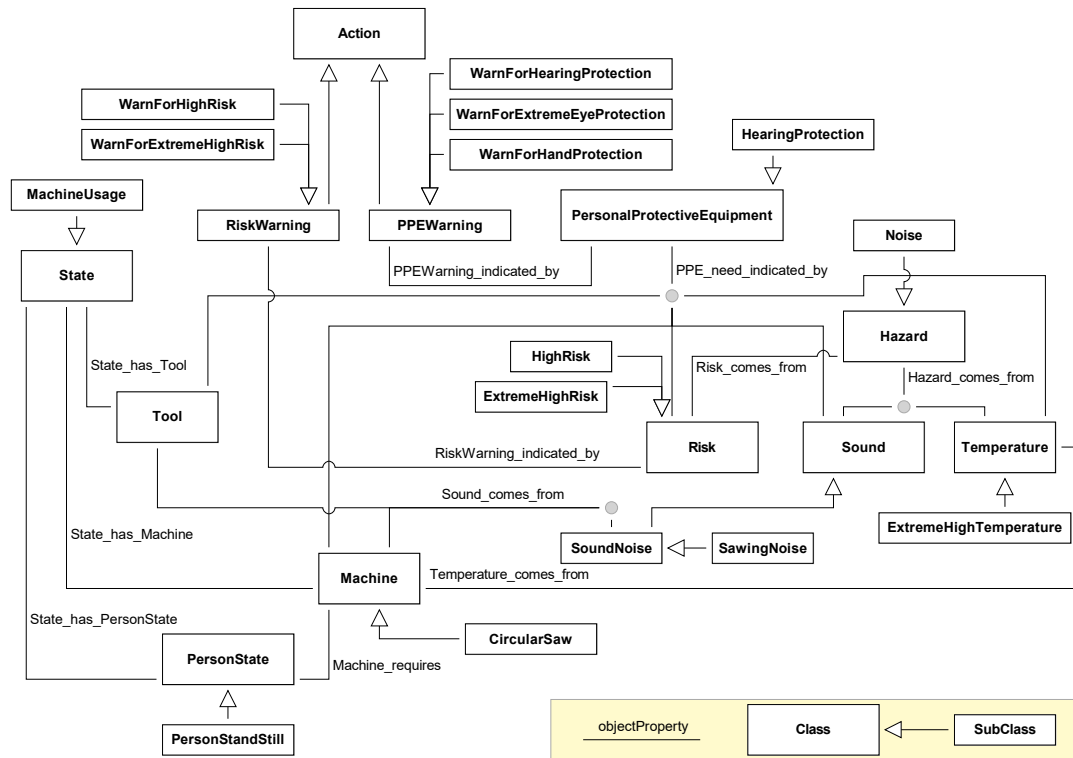 Action
WarnForHearingProtection
WarnForHighRisk
WarnForExtremeEyeProtection
WarnForExtremeHighRisk
WarnForHandProtection
HearingProtection
MachineUsage
RiskWarning
PPEWarning
PersonalProtectiveEquipment
Noise
State
PPEWarning_indicated_by
PPE_need_indicated_by
Hazard
State_has_Tool
HighRisk
Risk_comes_from
Hazard_comes_from
ExtremeHighRisk
Tool
Risk
Sound
Temperature
RiskWarning_indicated_by
Sound_comes_from
State_has_Machine
SoundNoise
SawingNoise
ExtremeHighTemperature
Machine
Temperature_comes_from
State_has_PersonState
CircularSaw
PersonState
Machine_requires
PersonStandStill
objectProperty
Class
SubClass